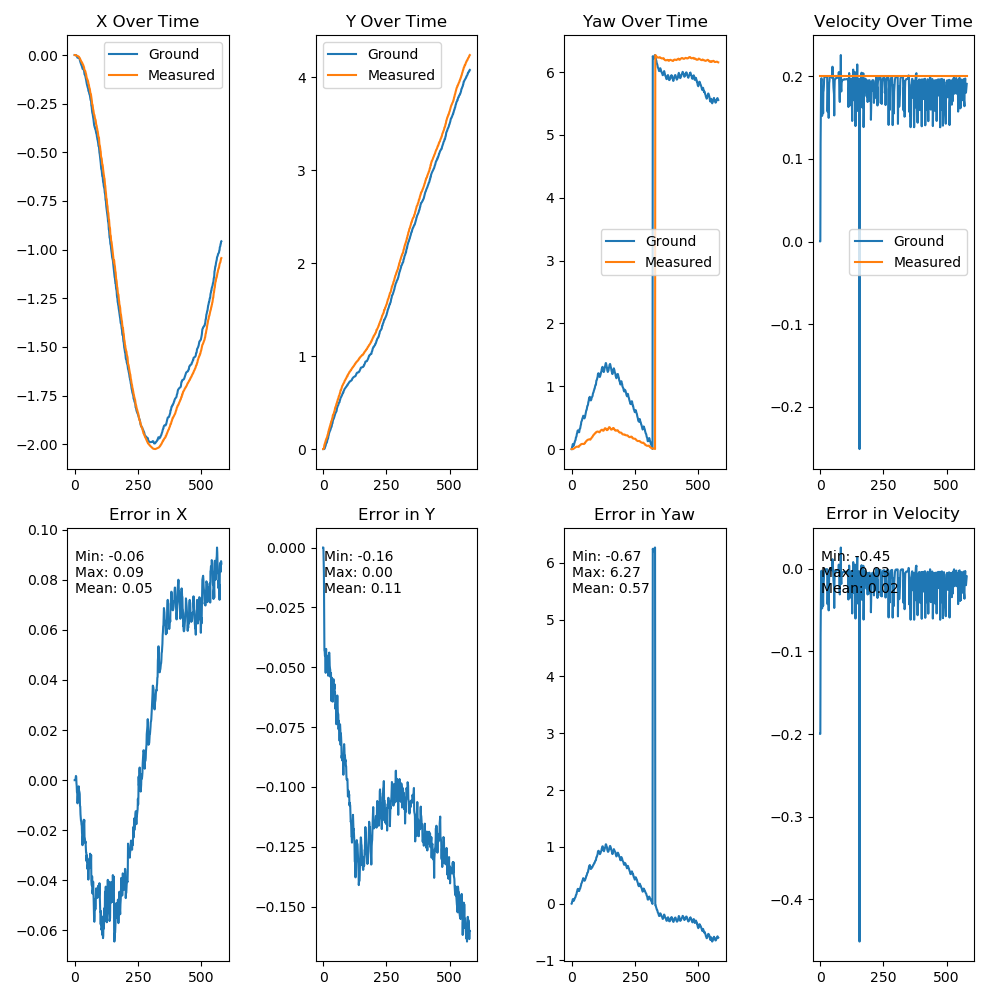 X Over Time
Y Over Time
Yaw Over Time
Velocity Over Time
0.00
−0.25
−0.50
−0.75
−1.00
−1.25
−1.50
−1.75
−2.00
0
250
500
Ground
Measured
4
3
2
1
0
0
250
500
Ground
Measured
6
5
4
3
2
1
0
0
250
500
Ground
Measured
0.2
0.1
0.0
−0.1
−0.2
0
250
500
Ground
Measured
Error in X
Error in Y
Error in Yaw
Error in Velocity
0.10
0.08
0.06
0.04
0.02
0.00
−0.02
−0.04
−0.06
0
250
500
Min: -0.06
Max: 0.09
Mean: 0.05
0.000
−0.025
−0.050
−0.075
−0.100
−0.125
−0.150
0
250
500
Min: -0.16
Max: 0.00
Mean: 0.11
6
5
4
3
2
1
0
−1
0
250
500
Min: -0.67
Max: 6.27
Mean: 0.57
0.0
−0.1
−0.2
−0.3
−0.4
0
250
500
Min: -0.45
Max: 0.03
Mean: 0.02